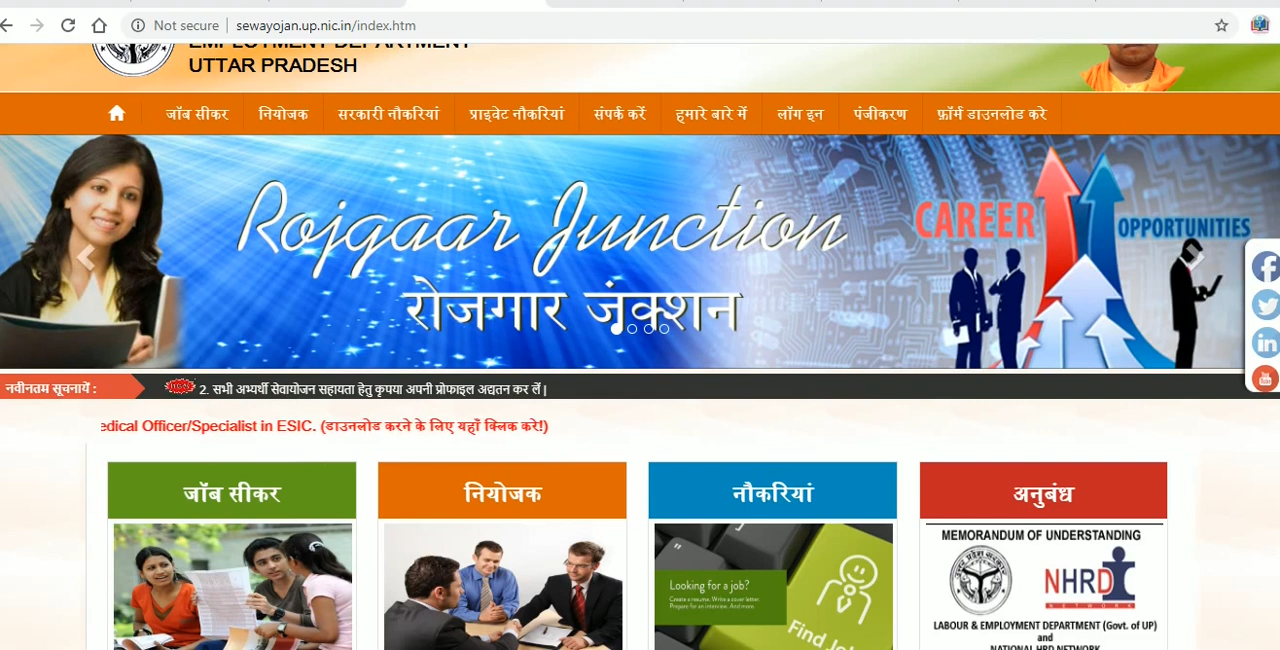 Not secure | sewayojan.up.nic.in/index.htm
EMPLOYMENT DEPARTMENT
UTTAR PRADESH
जॉब सीकर नियोजक सरकारी नौकरियां प्राइवेट नौकरियां संपर्क करें हमारे बारे में लॉग इन पंजीकरण फ़ॉर्म डाउनलोड करे
Rojgaar Junction
रोजगार जंक्शन
CAREER
OPPORTUNITIES
नवीनतम सूचनायें :
2. सभी अभ्यर्थी सेवायोजन सहायता हेतु कृपया अपनी प्रोफाइल अद्यतन कर लें |
edical Officer/Specialist in ESIC. (डाउनलोड करने के लिए यहाँ क्लिक करे!)
जॉब सीकर
नियोजक
नौकरियां
Looking for a job?
Create a resume. Write a cover letter.
Prepare for an interview. And more.
Find Jo
अनुबंध
MEMORANDUM OF UNDERSTANDING
NHRD
NETWORK
LABOUR & EMPLOYMENT DEPARTMENT (Govt. of UP)
and
NATIONAL HRD NETWORK